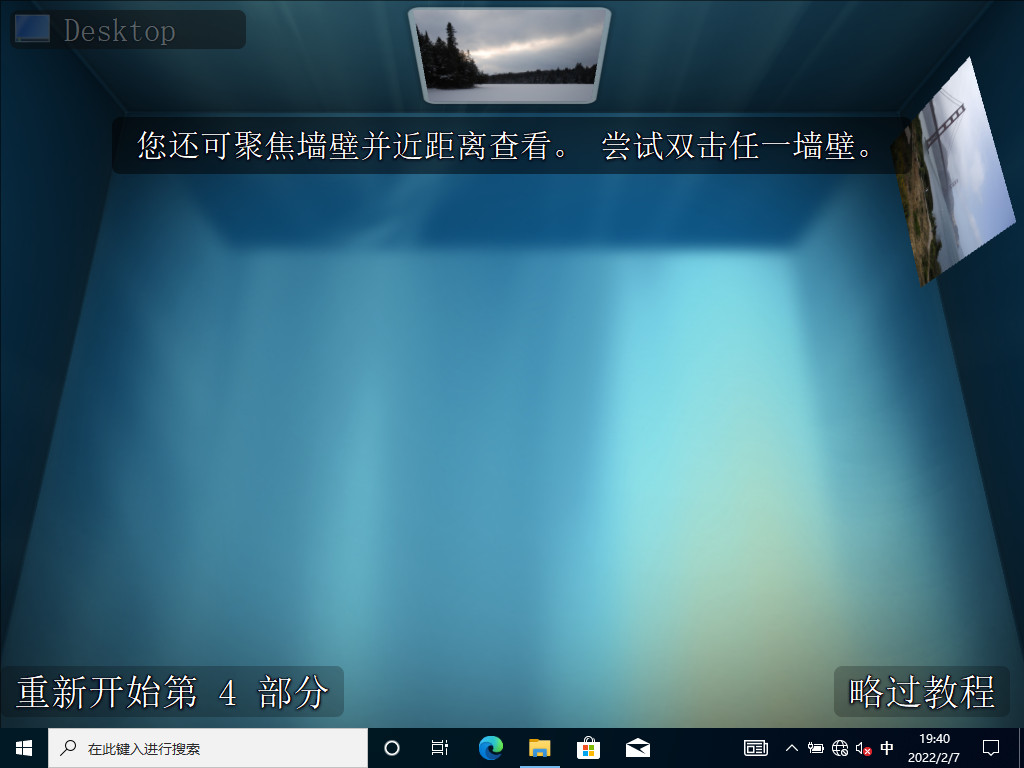 Desktop
您还可聚焦墙壁并近距离查看。 尝试双击任一墙壁。
重新开始第 4 部分
略过教程
在此键入进行搜索
中
19:40
2022/2/7